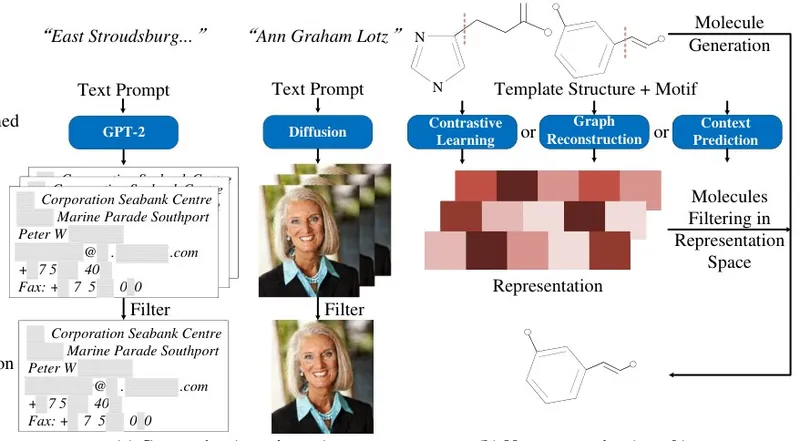 “East Stroudsburg...”
“Ann Graham Lotz”
N
N
Molecule
Generation
Text Prompt
Text Prompt
Template Structure + Motif
GPT-2
Diffusion
Contrastive
Learning
or
Graph
Reconstruction
or
Context
Prediction
Corporation Seabank Centre
Marine Parade Southport
Peter W
@ . .com
+ 7 5 40
Fax: + 7 5 0 0
Molecules
Filtering in
Representation
Space
Representation
Filter
Filter
Corporation Seabank Centre
Marine Parade Southport
Peter W
@ . .com
+ 7 5 40
Fax: + 7 5 0 0